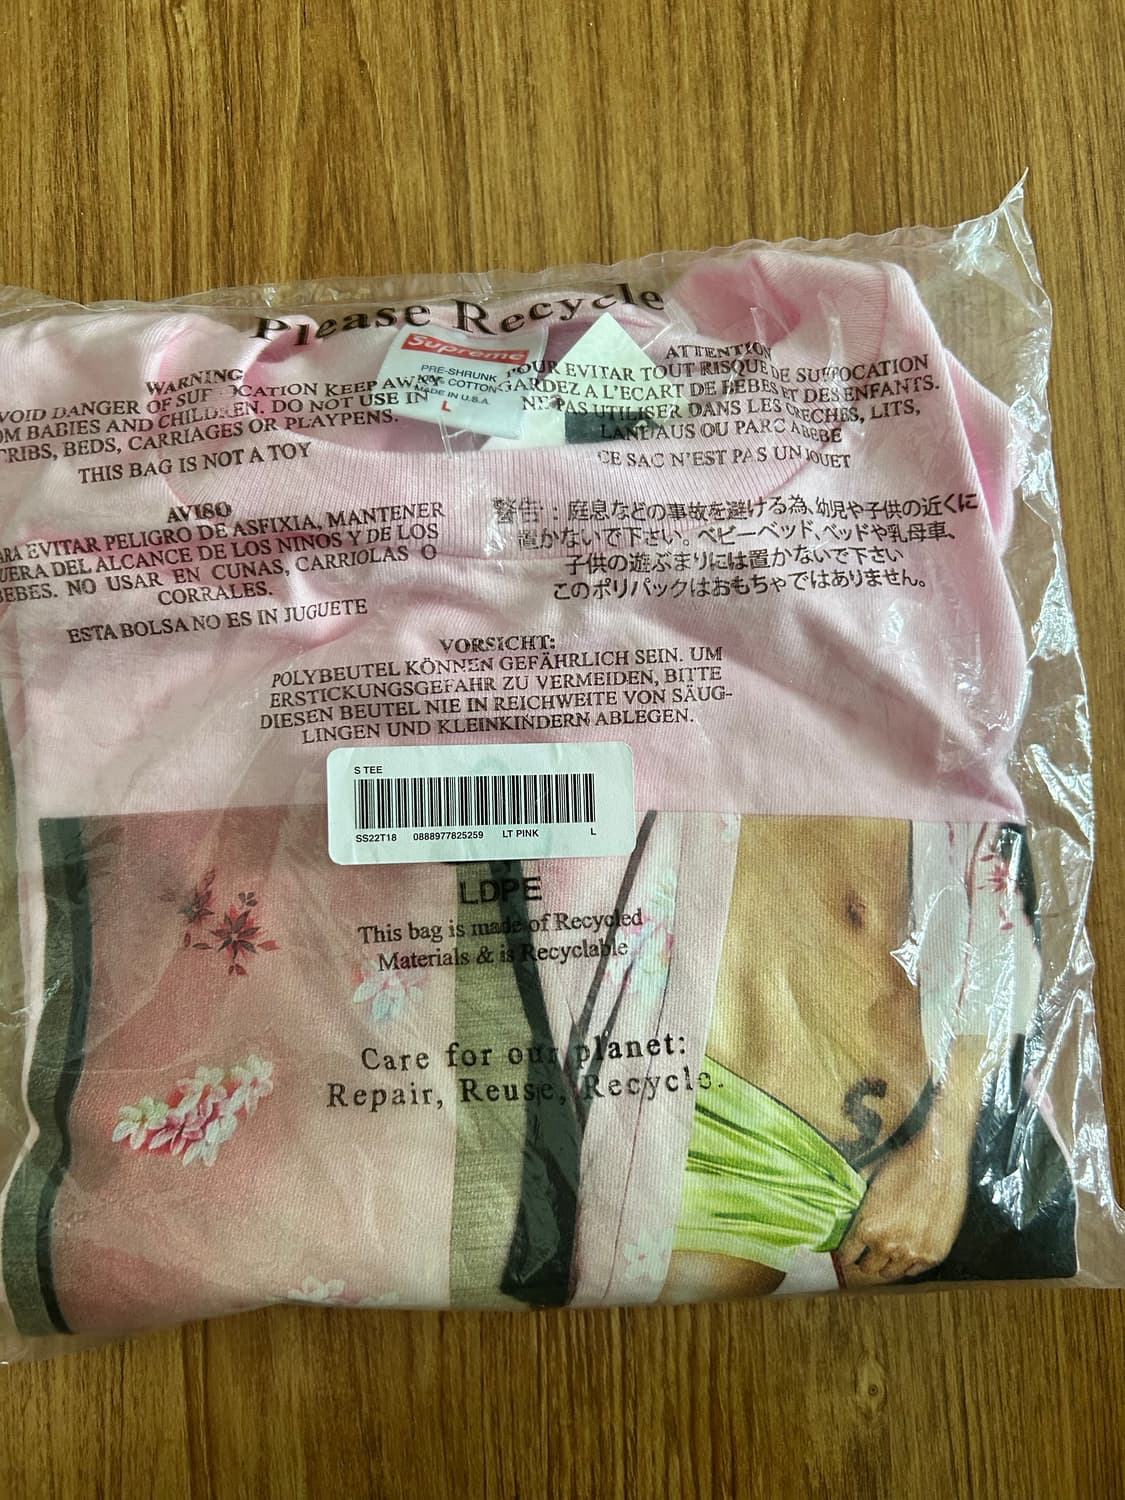 Please Recycle
Supreme
PRE-SHRUNK
COTTON
MADE IN U.S.A.
L
WARNING
VOID DANGER OF SUFFOCATION KEEP AWAY
OM BABIES AND CHILDREN. DO NOT USE IN
CRIBS, BEDS, CARRIAGES OR PLAYPENS.
THIS BAG IS NOT A TOY
ATTENTION
POUR EVITAR TOUT RISQUE DE SUFFOCATION
GARDEZ A L'ECART DE BEBES ET DES ENFANTS.
NE PAS UTILISER DANS LES CRECHES, LITS,
LANDAUS OU PARC A BEBE
CE SAC N'EST PAS UN JOUET
AVISO
ARA EVITAR PELIGRO DE ASFIXIA, MANTENER
UERA DEL ALCANCE DE LOS NINOS Y DE LOS
BEBES. NO USAR EN CUNAS, CARRIOLAS O
CORRALES.
ESTA BOLSA NO ES IN JUGUETE
警告：庭息などの事故を避ける為、幼児や子供の近くに
置かないで下さい。ベビーベッド、ベッドや乳母車、
子供の遊ぶまりには置かないで下さい
このポリパックはおもちゃではありません。
VORSICHT:
POLYBEUTEL KÖNNEN GEFÄHRLICH SEIN. UM
ERSTICKUNGSGEFAHR ZU VERMEIDEN, BITTE
DIESEN BEUTEL NIE IN REICHWEITE VON SÄUG-
LINGEN UND KLEINKINDERN ABLEGEN.
S TEE
SS22T18 0888977825259 LT PINK L
LDPE
This bag is made of Recycled
Materials & is Recyclable
Care for our planet:
Repair, Reuse, Recycle.
S